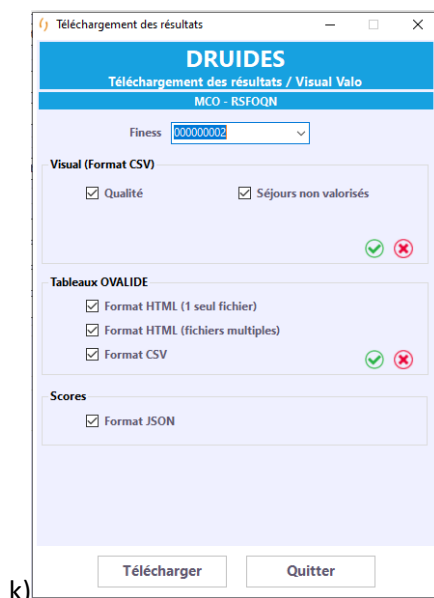 Téléchargement des résultats
DRUIDES
Téléchargement des résultats / Visual Valo
MCO - RSFOQN
Finess 000000002
Visual (Format CSV)
Qualité Séjours non valorisés
Tableaux OVALIDE
Format HTML (1 seul fichier)
Format HTML (fichiers multiples)
Format CSV
Scores
Format JSON
Télécharger Quitter
k)